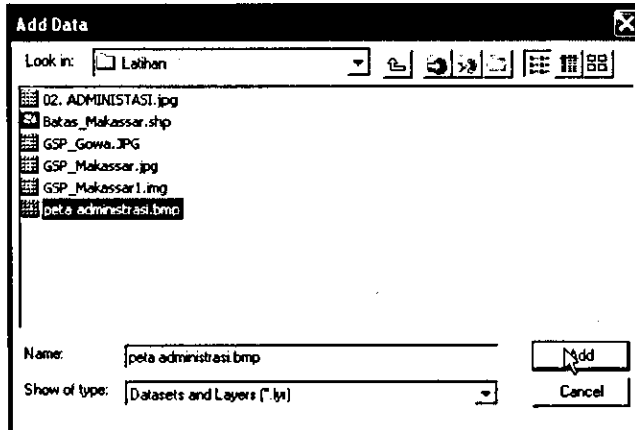 Add Data
Look in: Latihan
02. ADMINISTASI.jpg
Batas_Makassar.shp
GSP_Gowa.JPG
GSP_Makassar.jpg
GSP_Makassar1.img
peta administrasi.bmp
Name: peta administrasi.bmp Add
Show of type: Datasets and Layers (*.lyr) Cancel